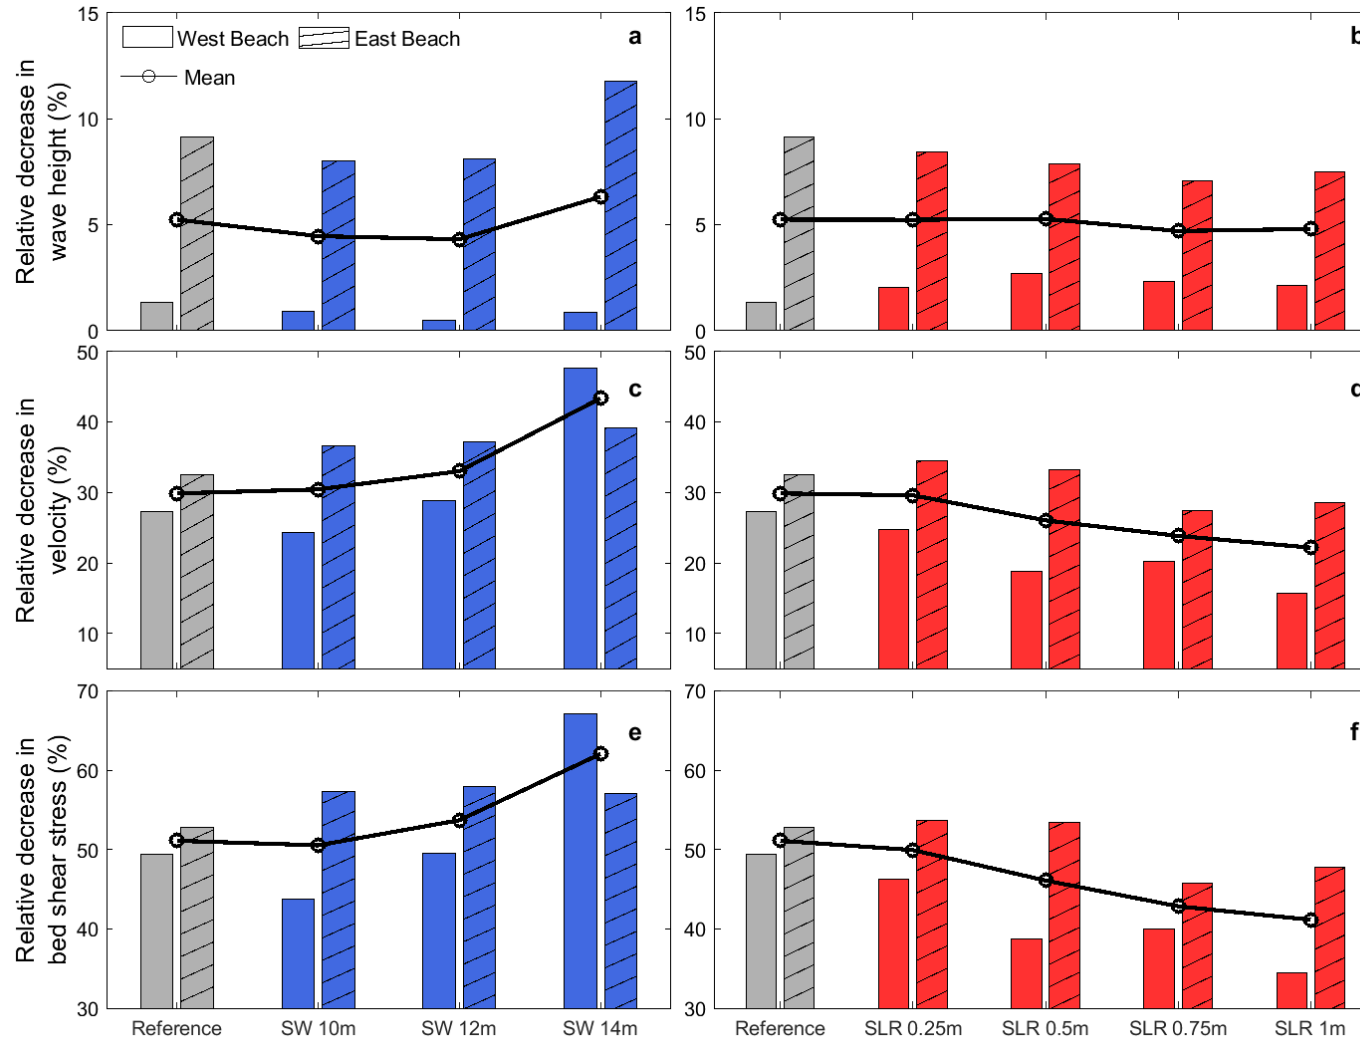 15
10
5
0
Relative decrease in
wave height (%)
West Beach
East Beach
Mean
a
15
10
5
0
b
50
40
30
20
10
Relative decrease in
velocity (%)
c
50
40
30
20
10
d
70
60
50
40
30
Relative decrease in
bed shear stress (%)
e
Reference
SW 10m
SW 12m
SW 14m
70
60
50
40
30
f
Reference
SLR 0.25m
SLR 0.5m
SLR 0.75m
SLR 1m